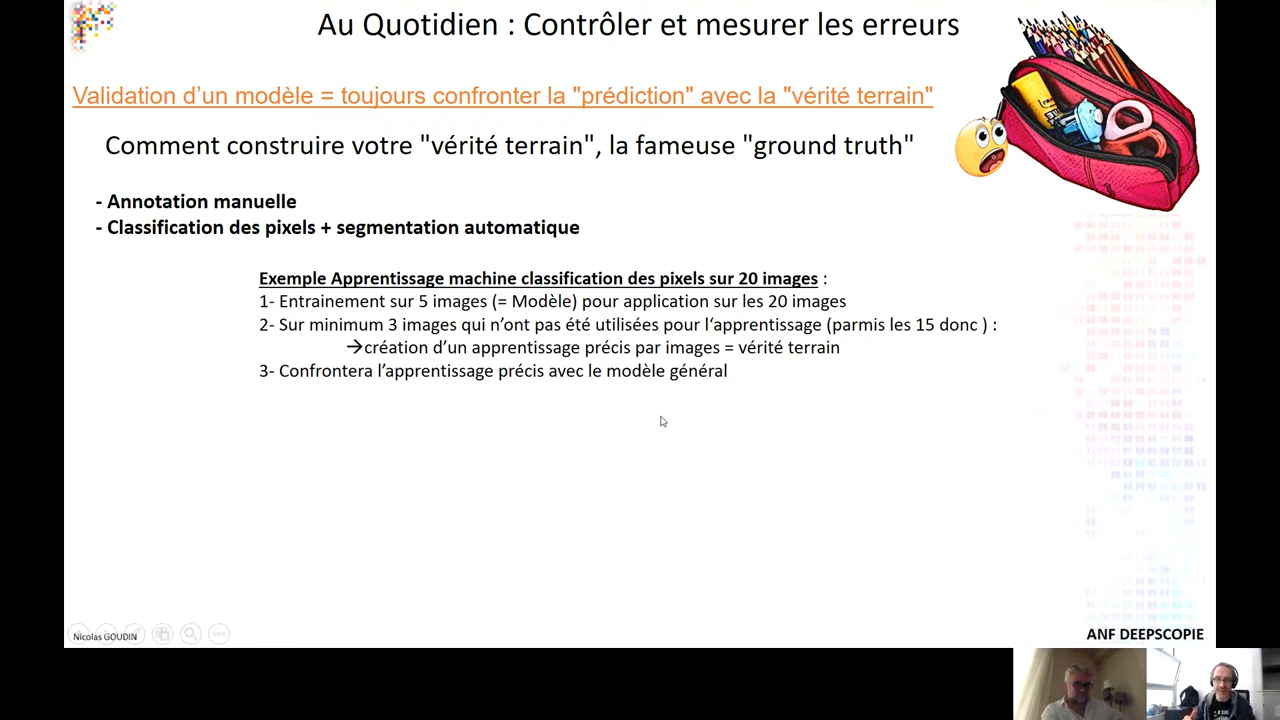 Au Quotidien : Contrôler et mesurer les erreurs
Validation d'un modèle = toujours confronter la "prédiction" avec la "vérité terrain"
Comment construire votre "vérité terrain", la fameuse "ground truth"
- Annotation manuelle
- Classification des pixels + segmentation automatique
Exemple Apprentissage machine classification des pixels sur 20 images :
1- Entrainement sur 5 images (= Modèle) pour application sur les 20 images
2- Sur minimum 3 images qui n'ont pas été utilisées pour l'apprentissage (parmis les 15 donc ) :
→création d'un apprentissage précis par images = vérité terrain
3- Confrontera l'apprentissage précis avec le modèle général
Nicolas GOUDIN
ANF DEEPSCOPIE